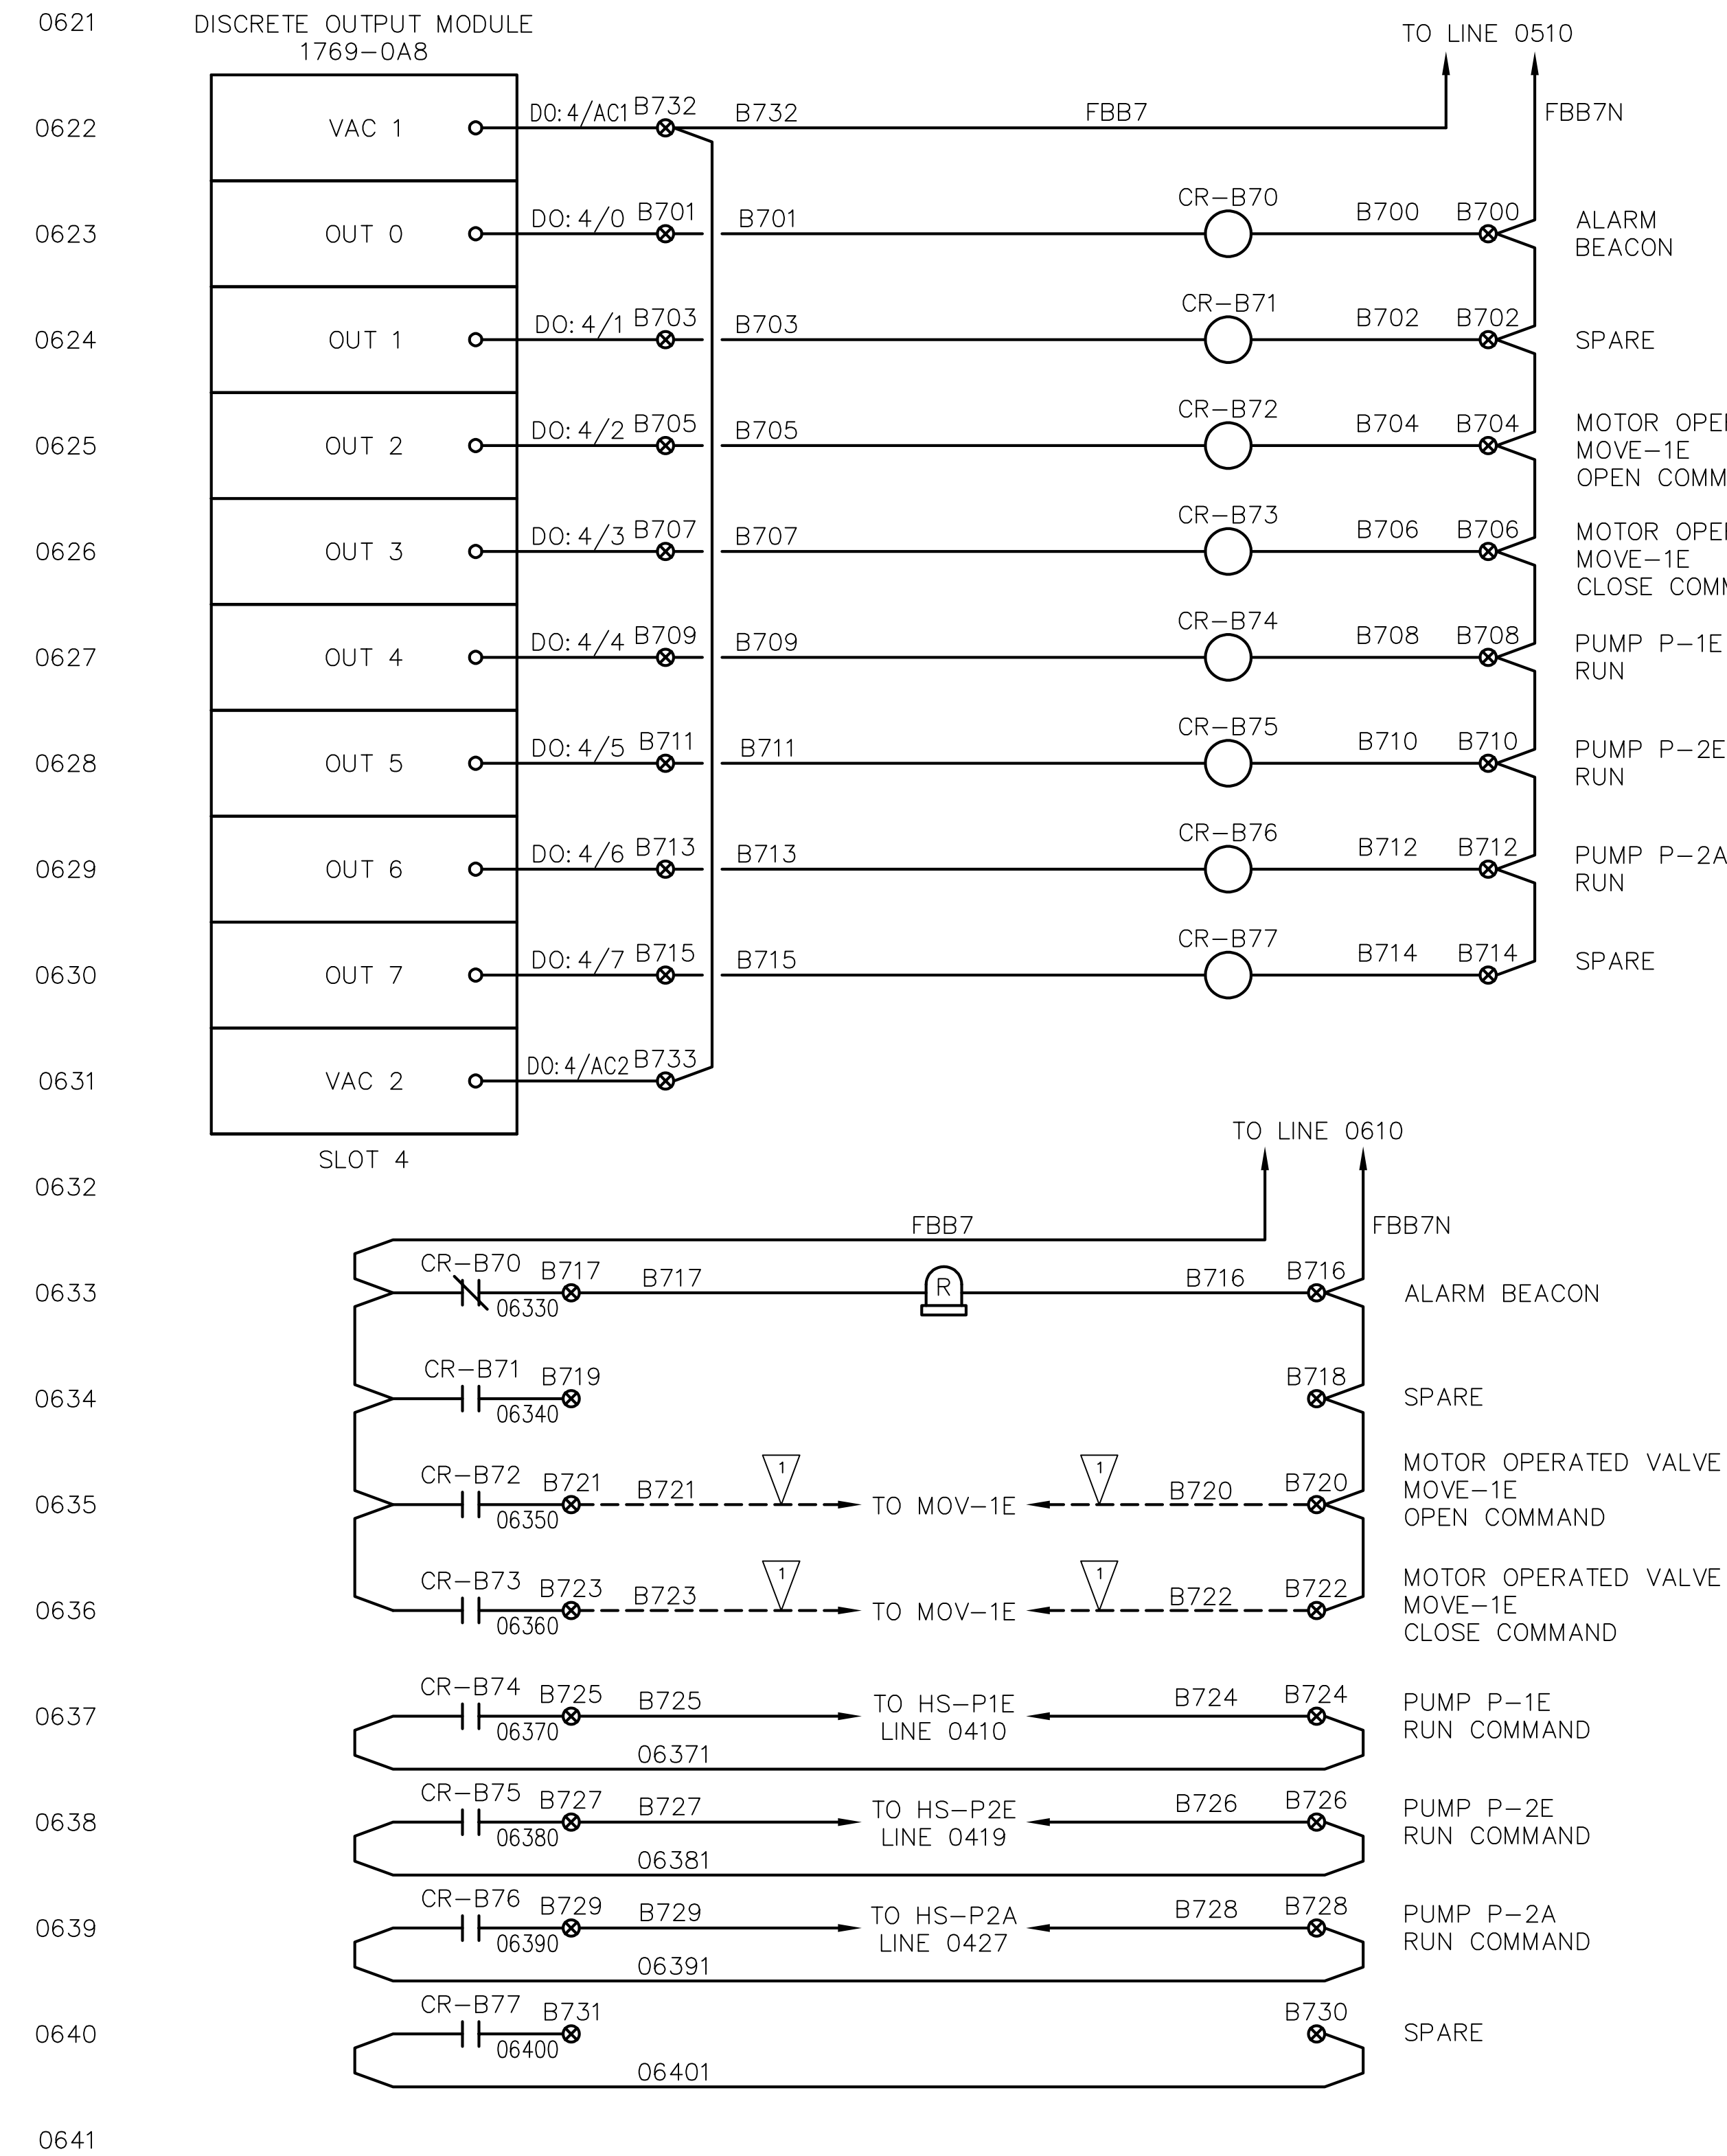 0621
DISCRETE OUTPUT MODULE
1769-0A8
TO LINE 0510
0622
VAC 1
DO:4/AC1
B732
B732
FBB7
FBB7N
0623
OUT 0
DO:4/0
B701
B701
CR-B70
B700
B700
ALARM
BEACON
0624
OUT 1
DO:4/1
B703
B703
CR-B71
B702
B702
SPARE
0625
OUT 2
DO:4/2
B705
B705
CR-B72
B704
B704
MOTOR OPE
MOVE-1E
OPEN COMM
0626
OUT 3
DO:4/3
B707
B707
CR-B73
B706
B706
MOTOR OPE
MOVE-1E
CLOSE COM
0627
OUT 4
DO:4/4
B709
B709
CR-B74
B708
B708
PUMP P-1E
RUN
0628
OUT 5
DO:4/5
B711
B711
CR-B75
B710
B710
PUMP P-2E
RUN
0629
OUT 6
DO:4/6
B713
B713
CR-B76
B712
B712
PUMP P-2A
RUN
0630
OUT 7
DO:4/7
B715
B715
CR-B77
B714
B714
SPARE
0631
VAC 2
DO:4/AC2
B733
SLOT 4
TO LINE 0610
0632
FBB7
FBB7N
0633
CR-B70
06330
B717
B717
R
B716
B716
ALARM BEACON
0634
CR-B71
06340
B719
B718
SPARE
0635
CR-B72
06350
B721
B721
1
TO MOV-1E
1
B720
B720
MOTOR OPERATED VALVE
MOVE-1E
OPEN COMMAND
0636
CR-B73
06360
B723
B723
1
TO MOV-1E
1
B722
B722
MOTOR OPERATED VALVE
MOVE-1E
CLOSE COMMAND
0637
CR-B74
06370
B725
B725
TO HS-P1E
LINE 0410
B724
B724
PUMP P-1E
RUN COMMAND
06371
0638
CR-B75
06380
B727
B727
TO HS-P2E
LINE 0419
B726
B726
PUMP P-2E
RUN COMMAND
06381
0639
CR-B76
06390
B729
B729
TO HS-P2A
LINE 0427
B728
B728
PUMP P-2A
RUN COMMAND
06391
0640
CR-B77
06400
B731
B730
SPARE
06401
0641